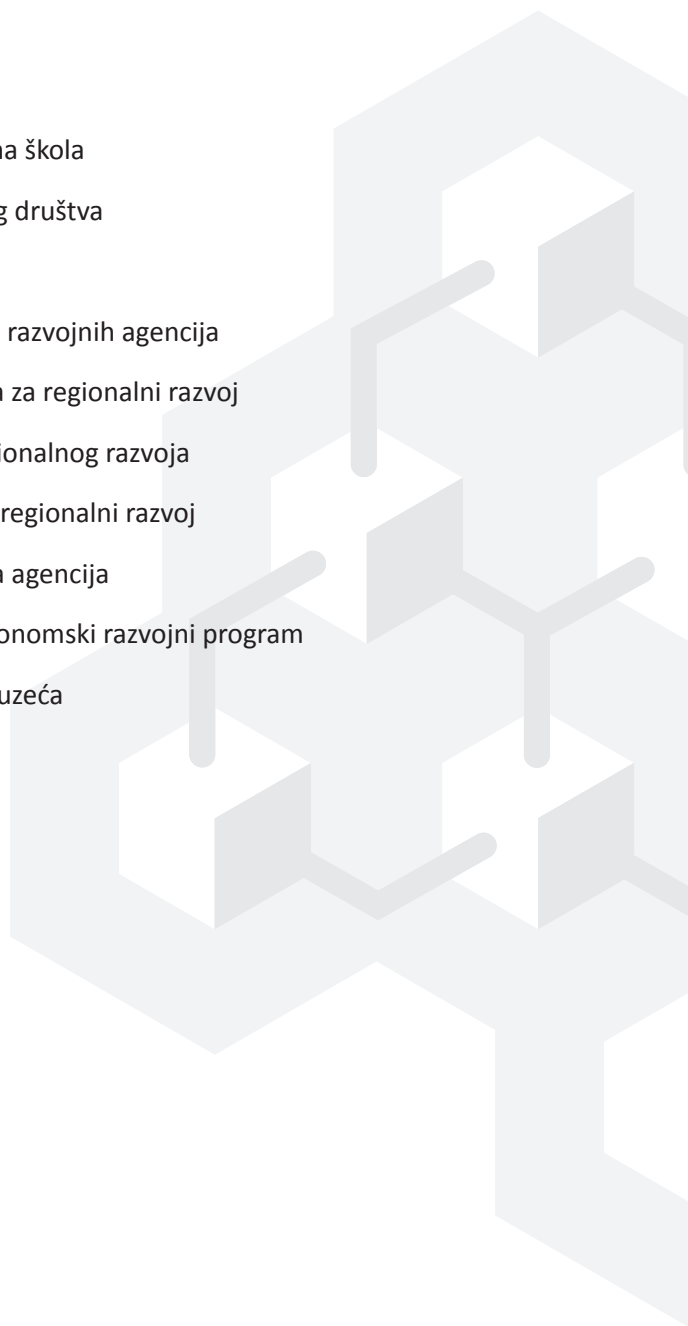 na škola
g društva
razvojnih agencija
a za regionalni razvoj
ionalnog razvoja
regionalni razvoj
a agencija
onomski razvojni program
uzeća